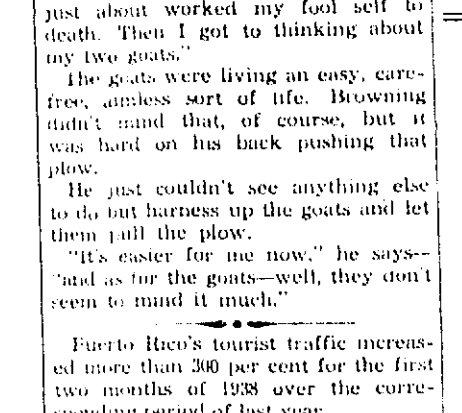 just about worked my fool self to
death. Then I got to thinking about
my two goats."
The goats were living an easy, care-
free, aimless sort of life. Browning
didn't mind that, of course, but it
was hard on his back pushing that
plow.
He just couldn't see anything else
to do but harness up the goats and let
them pull the plow.
"It's easier for me now," he says--
"and as for the goats—well, they don't
seem to mind it much."
Puerto Rico's tourist traffic increas-
ed more than 300 per cent for the first
two months of 1938 over the corre-
sponding period of last year.